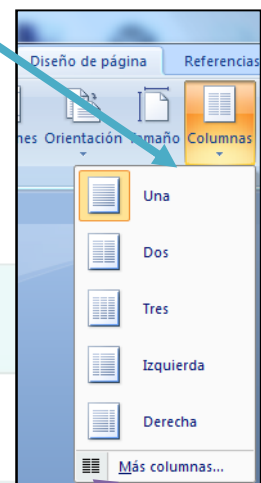 Diseño de página Referencias
nes Orientación Tamaño Columnas
Una
Dos
Tres
Izquierda
Derecha
Más columnas...